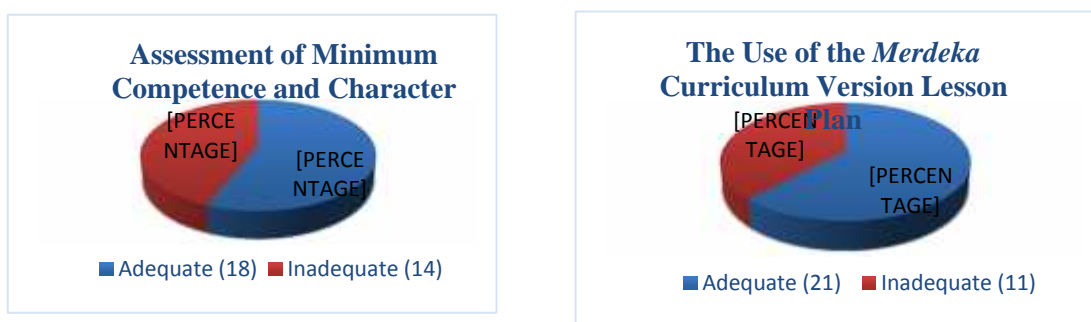 Assessment of Minimum
Competence and Character
[PERCE
NTAGE]
[PERCE
NTAGE]
Adequate (18) Inadequate (14)
The Use of the Merdeka
Curriculum Version Lesson
Plan
[PERCEN
TAGE]
[PERCEN
TAGE]
Adequate (21) Inadequate (11)